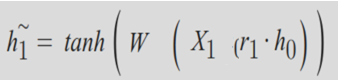 h̃₁ = tanh ( W ( X₁ (r₁ · h₀) ) )